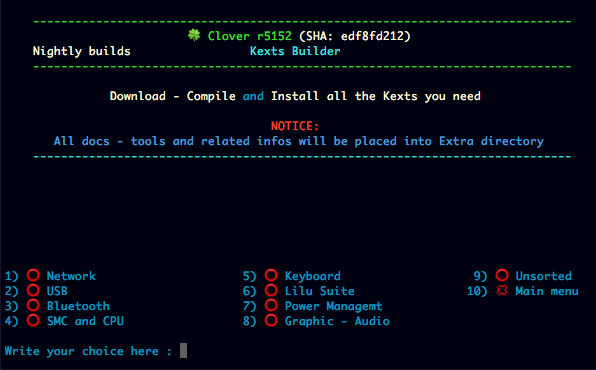 🍀 Clover r5152 (SHA: edf8fd212)
Nightly builds Kexts Builder
Download - Compile and Install all the Kexts you need
NOTICE:
All docs - tools and related infos will be placed into Extra directory
1) ⭕ Network 5) ⭕ Keyboard 9) ⭕ Unsorted
2) ⭕ USB 6) ⭕ Lilu Suite 10) 💢 Main menu
3) ⭕ Bluetooth 7) ⭕ Power Managemt
4) ⭕ SMC and CPU 8) ⭕ Graphic - Audio
Write your choice here :